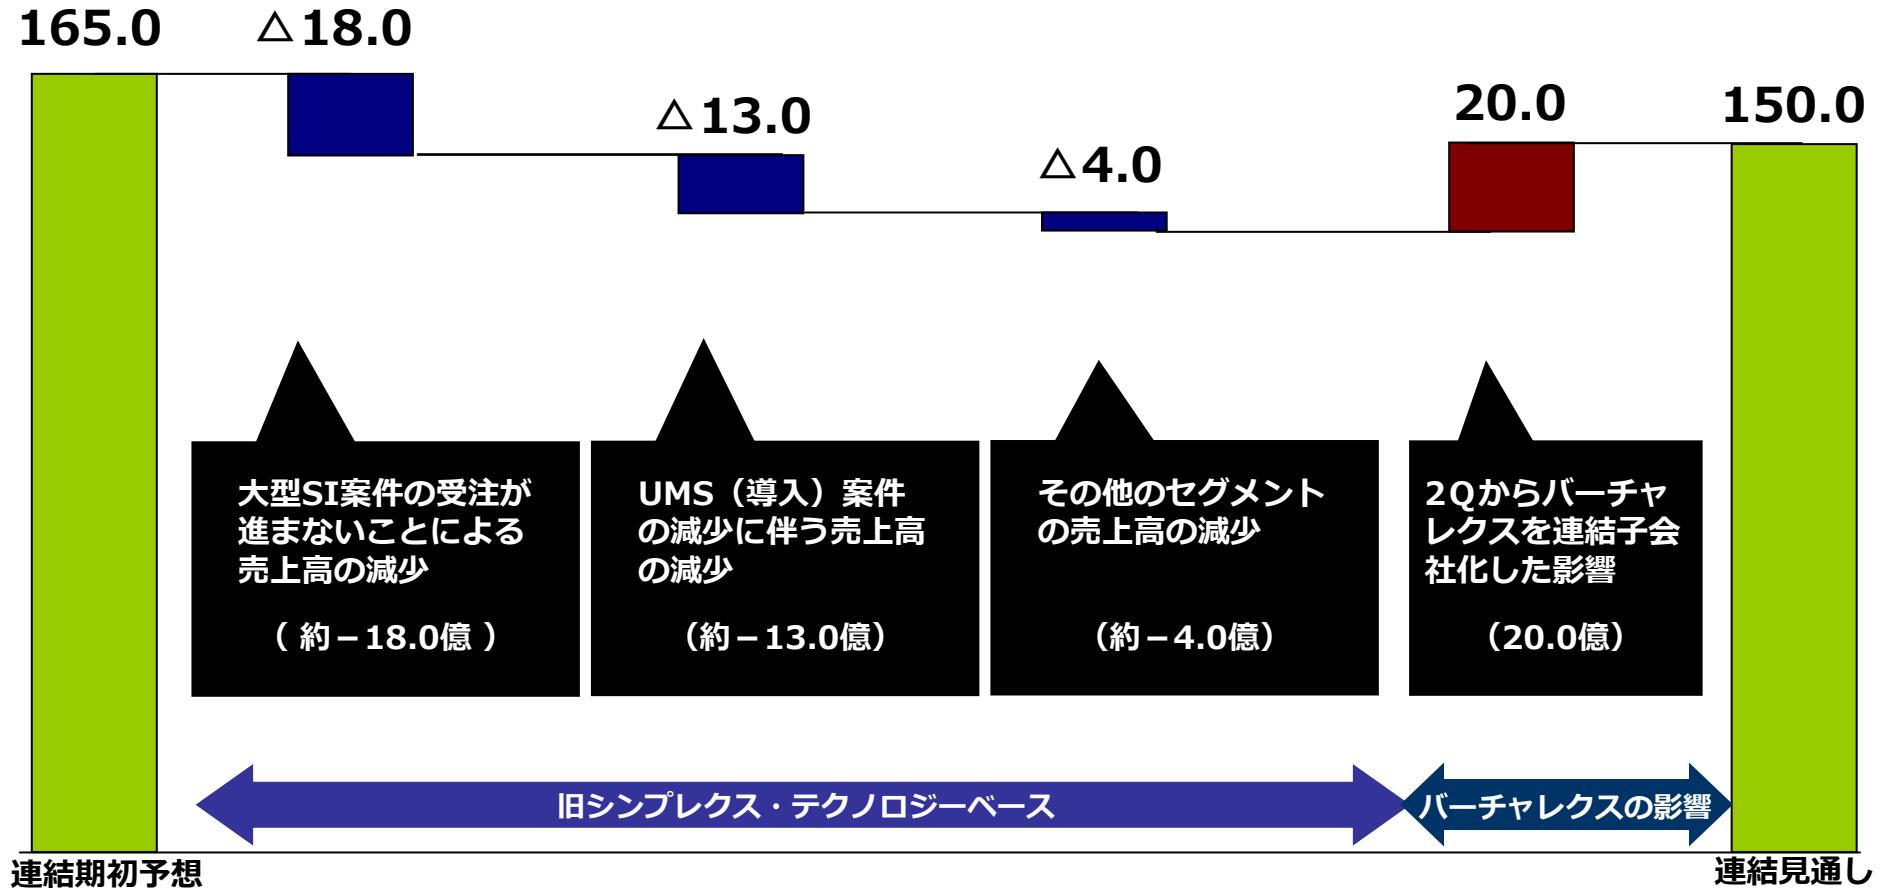 165.0
△18.0
△13.0
△4.0
20.0
150.0
大型SI案件の受注が
進まないことによる
売上高の減少
（ 約－18.0億 ）
UMS（導入）案件
の減少に伴う売上高
の減少
（約－13.0億）
その他のセグメント
の売上高の減少
（約－4.0億）
2Qからバーチャ
レクスを連結子会
社化した影響
（20.0億）
旧シンプレクス・テクノロジーベース
バーチャレクスの影響
連結期初予想
連結見通し